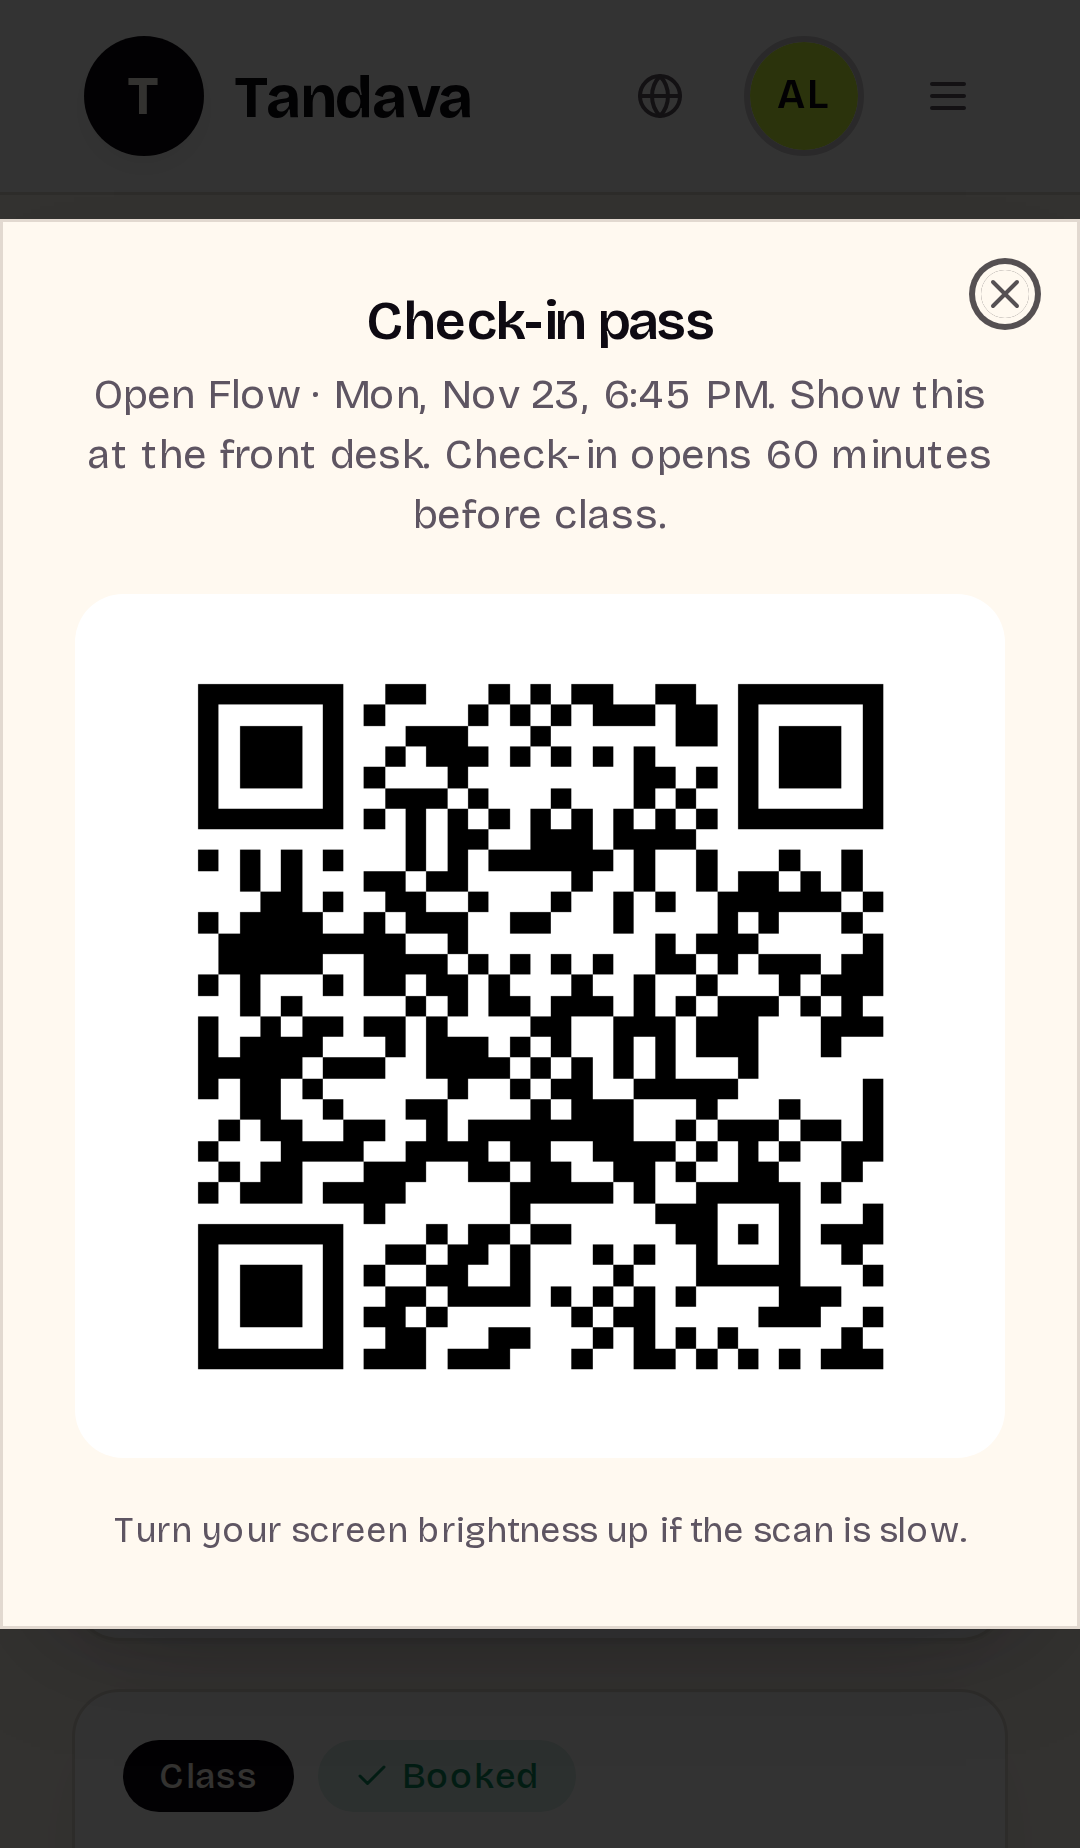 T Tandava AL
Check-in pass
Open Flow · Mon, Nov 23, 6:45 PM. Show this
at the front desk. Check-in opens 60 minutes
before class.
Turn your screen brightness up if the scan is slow.
Class Booked